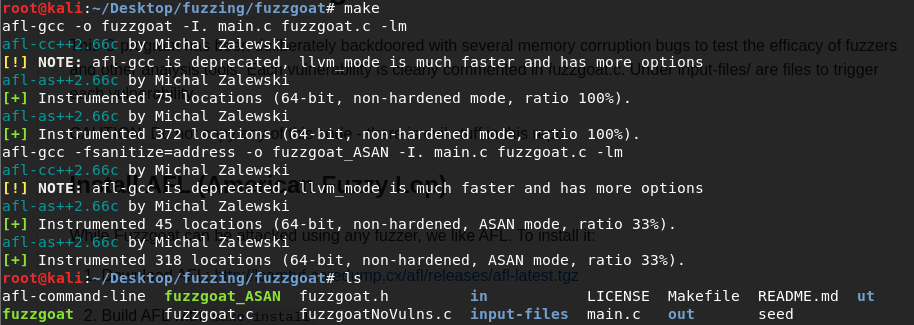 root@kali:~/Desktop/fuzzing/fuzzgoat# make
afl-gcc -o fuzzgoat -I. main.c fuzzgoat.c -lm
afl-cc++2.66c by Michal Zalewski
[!] NOTE: afl-gcc is deprecated, llvm_mode is much faster and has more options
afl-as++2.66c by Michal Zalewski
[+] Instrumented 75 locations (64-bit, non-hardened mode, ratio 100%).
afl-as++2.66c by Michal Zalewski
[+] Instrumented 372 locations (64-bit, non-hardened mode, ratio 100%).
afl-gcc -fsanitize=address -o fuzzgoat_ASAN -I. main.c fuzzgoat.c -lm
afl-cc++2.66c by Michal Zalewski
[!] NOTE: afl-gcc is deprecated, llvm_mode is much faster and has more options
afl-as++2.66c by Michal Zalewski
[+] Instrumented 45 locations (64-bit, non-hardened, ASAN mode, ratio 33%).
afl-as++2.66c by Michal Zalewski
[+] Instrumented 318 locations (64-bit, non-hardened, ASAN mode, ratio 33%).
root@kali:~/Desktop/fuzzing/fuzzgoat# ls
afl-command-line fuzzgoat_ASAN fuzzgoat.h in LICENSE Makefile README.md ut
fuzzgoat fuzzgoat.c fuzzgoatNoVulns.c input-files main.c out seed